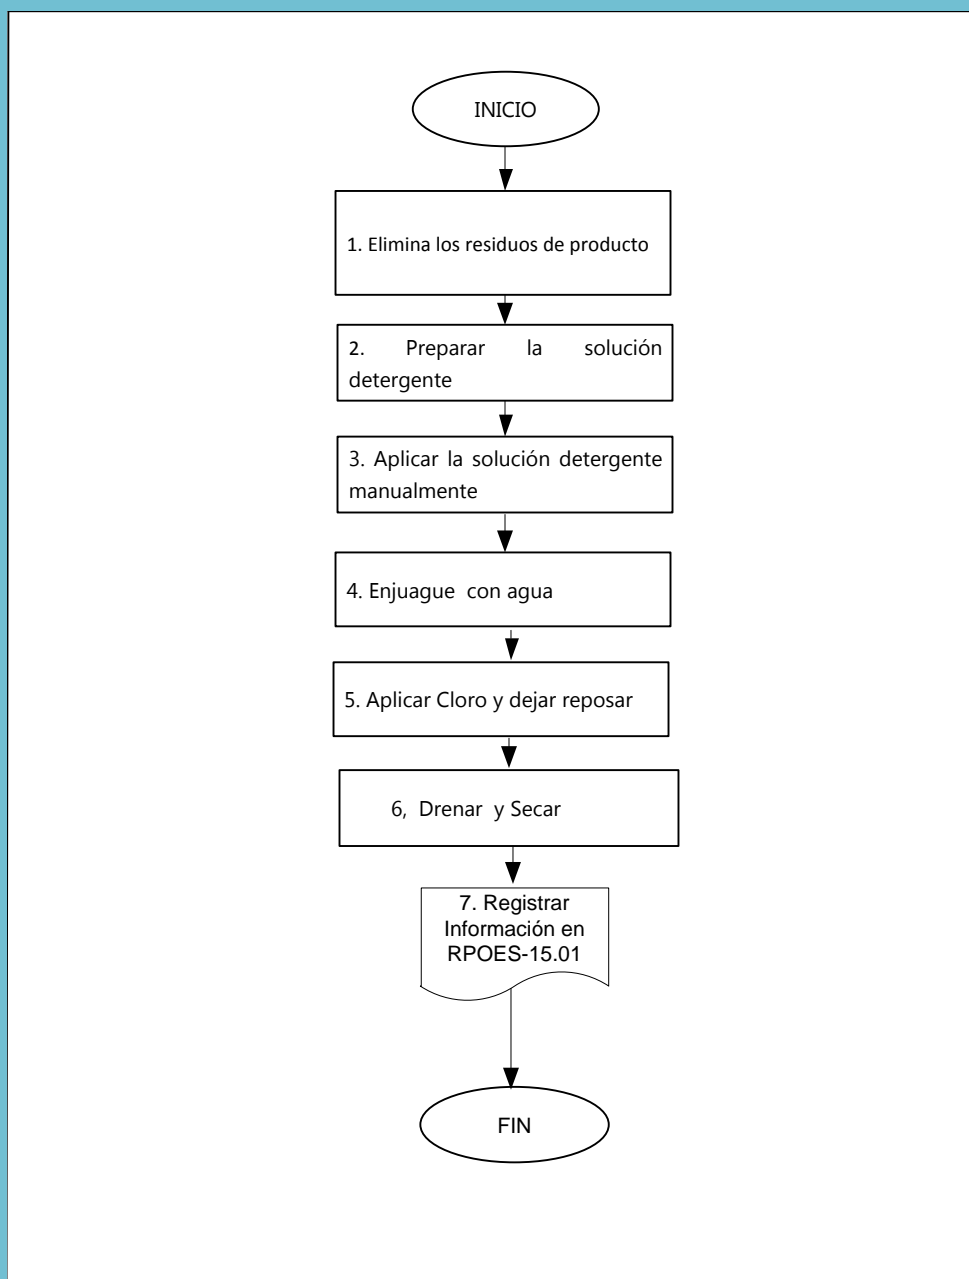 INICIO
1. Elimina los residuos de producto
2. Preparar la solución
detergente
3. Aplicar la solución detergente
manualmente
4. Enjuague con agua
5. Aplicar Cloro y dejar reposar
6, Drenar y Secar
7. Registrar
Información en
RPOES-15.01
FIN